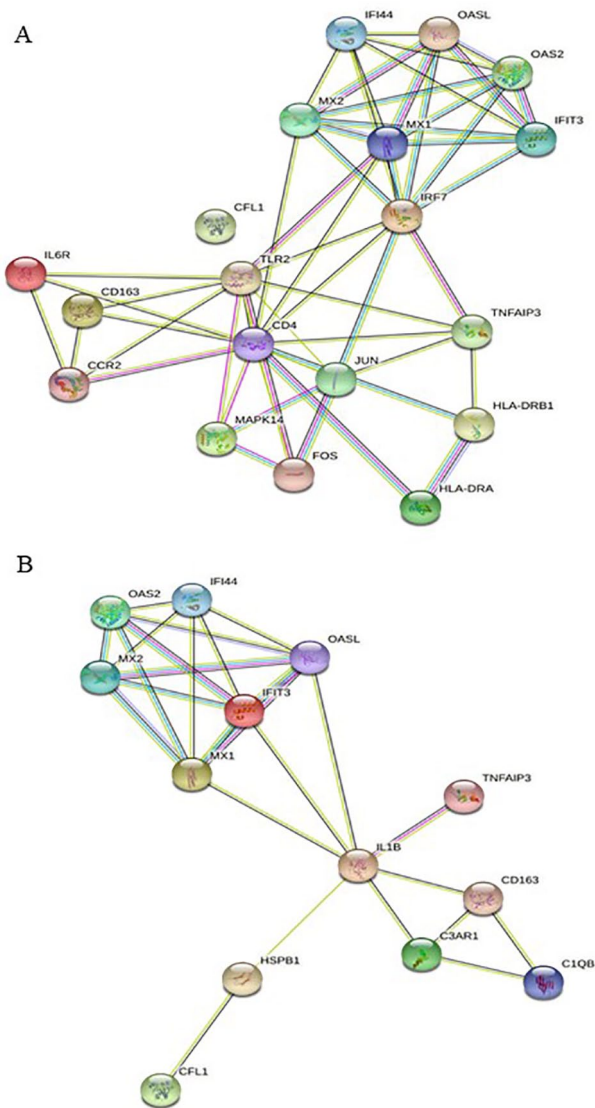 A
IFI44
OASL
OAS2
MX2
MX1
IFIT3
IRF7
CFL1
IL6R
TLR2
CD163
TNFAIP3
CD4
CCR2
JUN
HLA-DRB1
MAPK14
FOS
HLA-DRA
B
IFI44
OAS2
OASL
MX2
IFIT3
MX1
TNFAIP3
IL1B
CD163
C3AR1
HSPB1
C1QB
CFL1